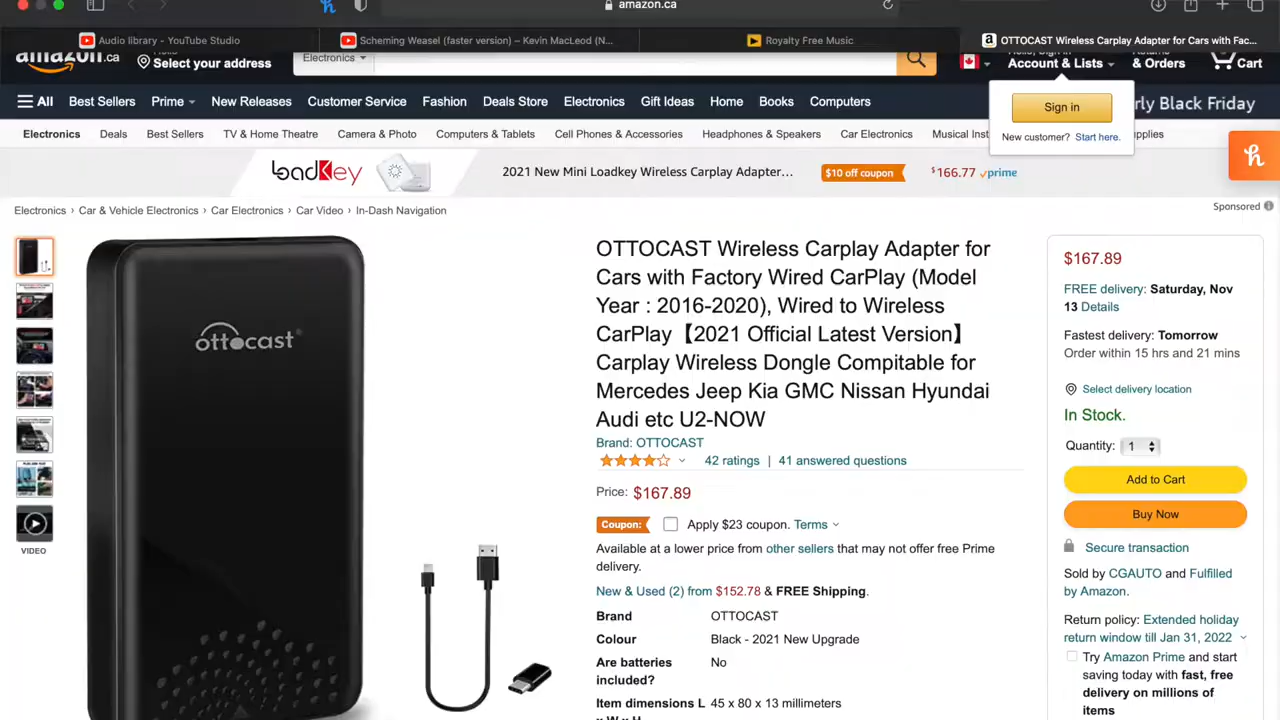 amazon.ca
Audio library - YouTube Studio
Scheming Weasel (faster version) – Kevin MacLeod (N...
Royalty Free Music
OTTOCAST Wireless Carplay Adapter for Cars with Fac...
amazon.ca
Select your address
Electronics
Account & Lists
& Orders
Cart
All
Best Sellers
Prime
New Releases
Customer Service
Fashion
Deals Store
Electronics
Gift Ideas
Home
Books
Computers
rly Black Friday
Sign in
New customer? Start here.
Electronics
Deals
Best Sellers
TV & Home Theatre
Camera & Photo
Computers & Tablets
Cell Phones & Accessories
Headphones & Speakers
Car Electronics
Musical Inst
pplies
loadkey
2021 New Mini Loadkey Wireless Carplay Adapter...
$10 off coupon
$166.77 prime
Sponsored
Electronics › Car & Vehicle Electronics › Car Electronics › Car Video › In-Dash Navigation
ottocast®
VIDEO
OTTOCAST Wireless Carplay Adapter for
Cars with Factory Wired CarPlay (Model
Year : 2016-2020), Wired to Wireless
CarPlay【2021 Official Latest Version】
Carplay Wireless Dongle Compitable for
Mercedes Jeep Kia GMC Nissan Hyundai
Audi etc U2-NOW
Brand: OTTOCAST
42 ratings | 41 answered questions
Price: $167.89
Coupon: Apply $23 coupon. Terms
Available at a lower price from other sellers that may not offer free Prime
delivery.
New & Used (2) from $152.78 & FREE Shipping.
Brand OTTOCAST
Colour Black - 2021 New Upgrade
Are batteries No
included?
Item dimensions L 45 x 80 x 13 millimeters
x W x H
$167.89
FREE delivery: Saturday, Nov
13 Details
Fastest delivery: Tomorrow
Order within 15 hrs and 21 mins
Select delivery location
In Stock.
Quantity: 1
Add to Cart
Buy Now
Secure transaction
Sold by CGAUTO and Fulfilled
by Amazon.
Return policy: Extended holiday
return window till Jan 31, 2022
Try Amazon Prime and start
saving today with fast, free
delivery on millions of
items